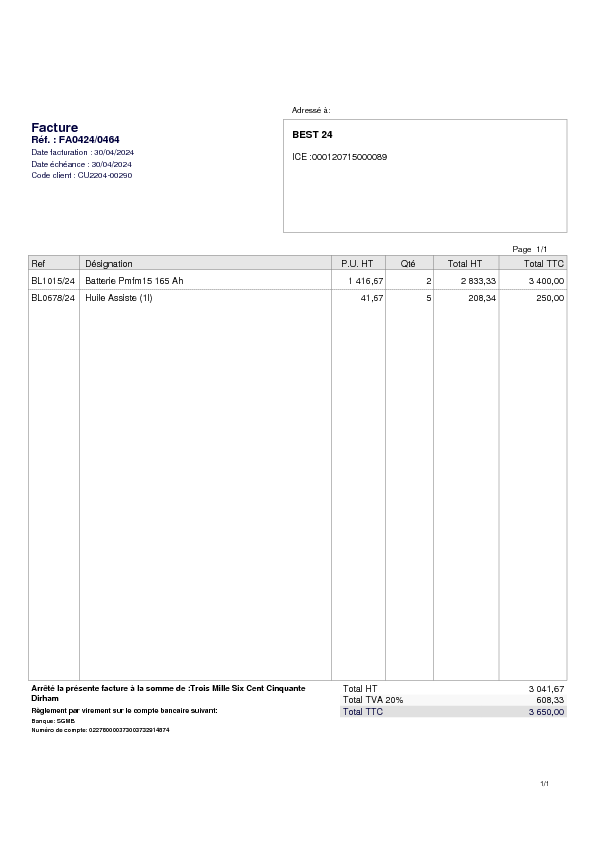 Adressé à:
Facture
Réf. : FA0424/0464
Date facturation : 30/04/2024
Date échéance : 30/04/2024
Code client : CU2204-00290
BEST 24
ICE :000120715000089
Page 1/1
Ref Désignation P.U. HT Qté Total HT Total TTC
BL1015/24 Batterie Pmfm15 165 Ah 1 416,67 2 2 833,33 3 400,00
BL0678/24 Huile Assiste (1l) 41,67 5 208,34 250,00
Arrêté la présente facture à la somme de :Trois Mille Six Cent Cinquante
Dirham
Règlement par virement sur le compte bancaire suivant:
Banque: SGMB
Numéro de compte:
Total HT 3 041,67
Total TVA 20% 608,33
Total TTC 3 650,00
1/1